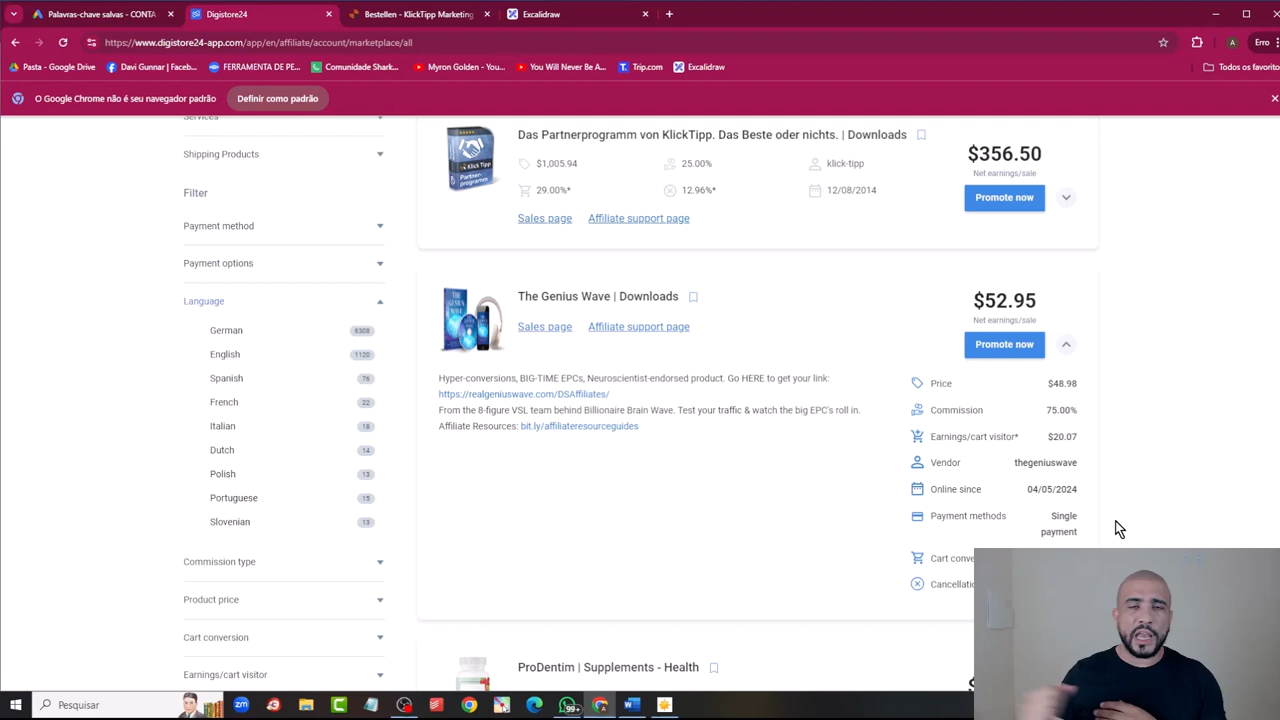 Palavras-chave salvas - CONTA
Digistore24
Bestellen - KlickTipp Marketing
Excalidraw
https://www.digistore24-app.com/app/en/affiliate/account/marketplace/all
A
Erro
Pasta - Google Drive
Davi Gunnar | Faceb...
FERRAMENTA DE PE...
Comunidade Shark...
Myron Golden - You...
You Will Never Be A...
Trip.com
Excalidraw
Todos os favorito
O Google Chrome não é seu navegador padrão
Definir como padrão
Services
Shipping Products
Filter
Payment method
Payment options
Language
German 6308
English 1120
Spanish 76
French 22
Italian 18
Dutch 14
Polish 13
Portuguese 15
Slovenian 13
Commission type
Product price
Cart conversion
Earnings/cart visitor
Das Partnerprogramm von KlickTipp. Das Beste oder nichts. | Downloads
$1,005.94
25.00%
klick-tipp
29.00%*
12.96%*
12/08/2014
Sales page
Affiliate support page
$356.50
Net earnings/sale
Promote now
The Genius Wave | Downloads
Sales page
Affiliate support page
$52.95
Net earnings/sale
Promote now
Hyper-conversions, BIG-TIME EPCs, Neuroscientist-endorsed product. Go HERE to get your link:
https://realgeniuswave.com/DSAffiliates/
From the 8-figure VSL team behind Billionaire Brain Wave. Test your traffic & watch the big EPC's roll in.
Affiliate Resources: bit.ly/affiliateresourceguides
Price $48.98
Commission 75.00%
Earnings/cart visitor* $20.07
Vendor thegeniuswave
Online since 04/05/2024
Payment methods Single
payment
Cart conve
Cancellati
ProDentim | Supplements - Health
Pesquisar
99+